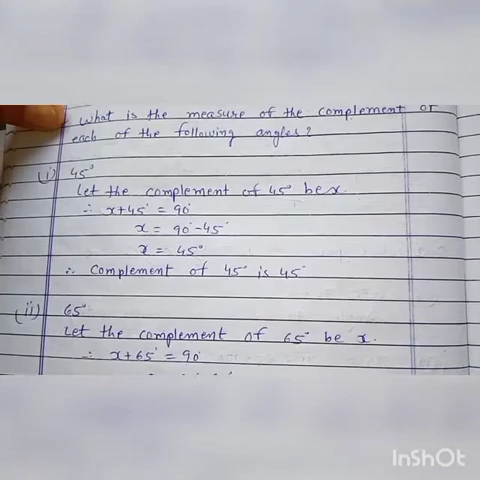 What is the measure of the complement of
each of the following angles?
(i) 45°
Let the complement of 45° be x.
∴ x+45° = 90°
x = 90°-45°
x = 45°
∴ Complement of 45° is 45°
(ii) 65°
Let the complement of 65° be x.
∴ x+65° = 90°
InShOt